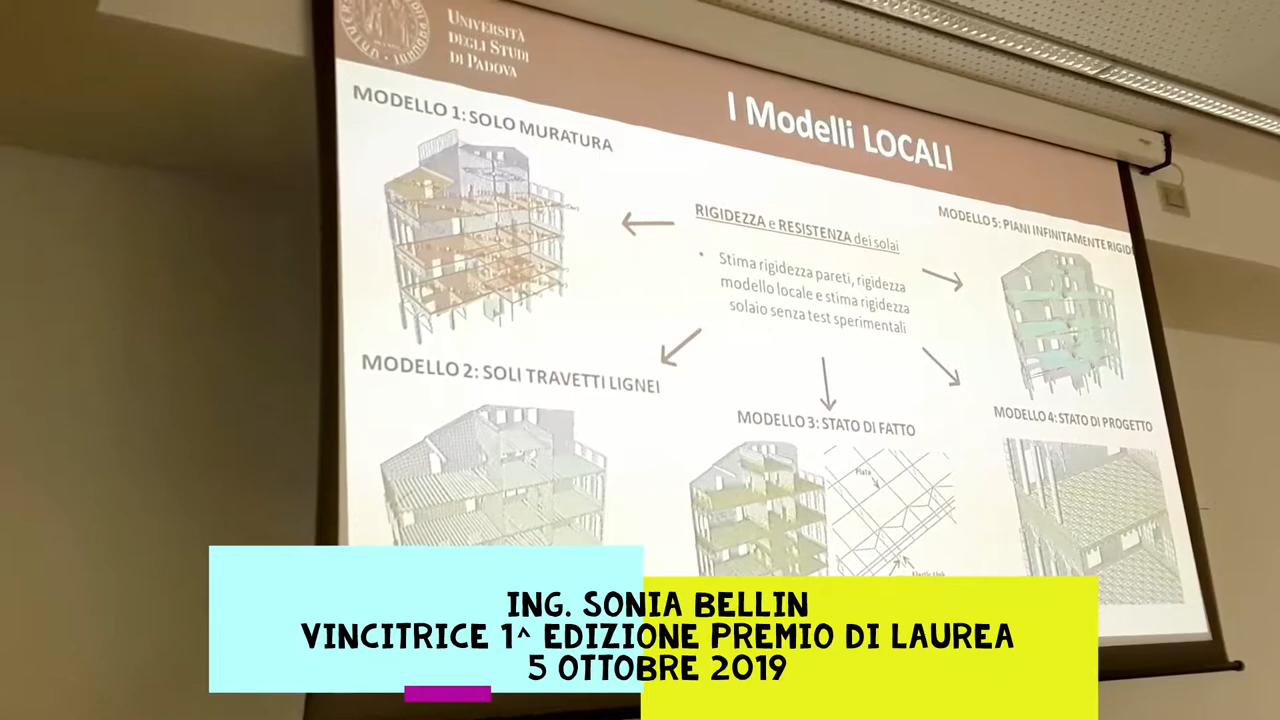 UNIVERSITÀ
DEGLI STUDI
DI PADOVA
I Modelli LOCALI
MODELLO 1: SOLO MURATURA
RIGIDEZZA e RESISTENZA dei solai
• Stima rigidezza pareti, rigidezza
modello locale e stima rigidezza
solaio senza test sperimentali
MODELLO 5: PIANI INFINITAMENTE RIGID
MODELLO 2: SOLI TRAVETTI LIGNEI
MODELLO 3: STATO DI FATTO
MODELLO 4: STATO DI PROGETTO
Plate
ING. SONIA BELLIN
VINCITRICE 1^ EDIZIONE PREMIO DI LAUREA
5 OTTOBRE 2019